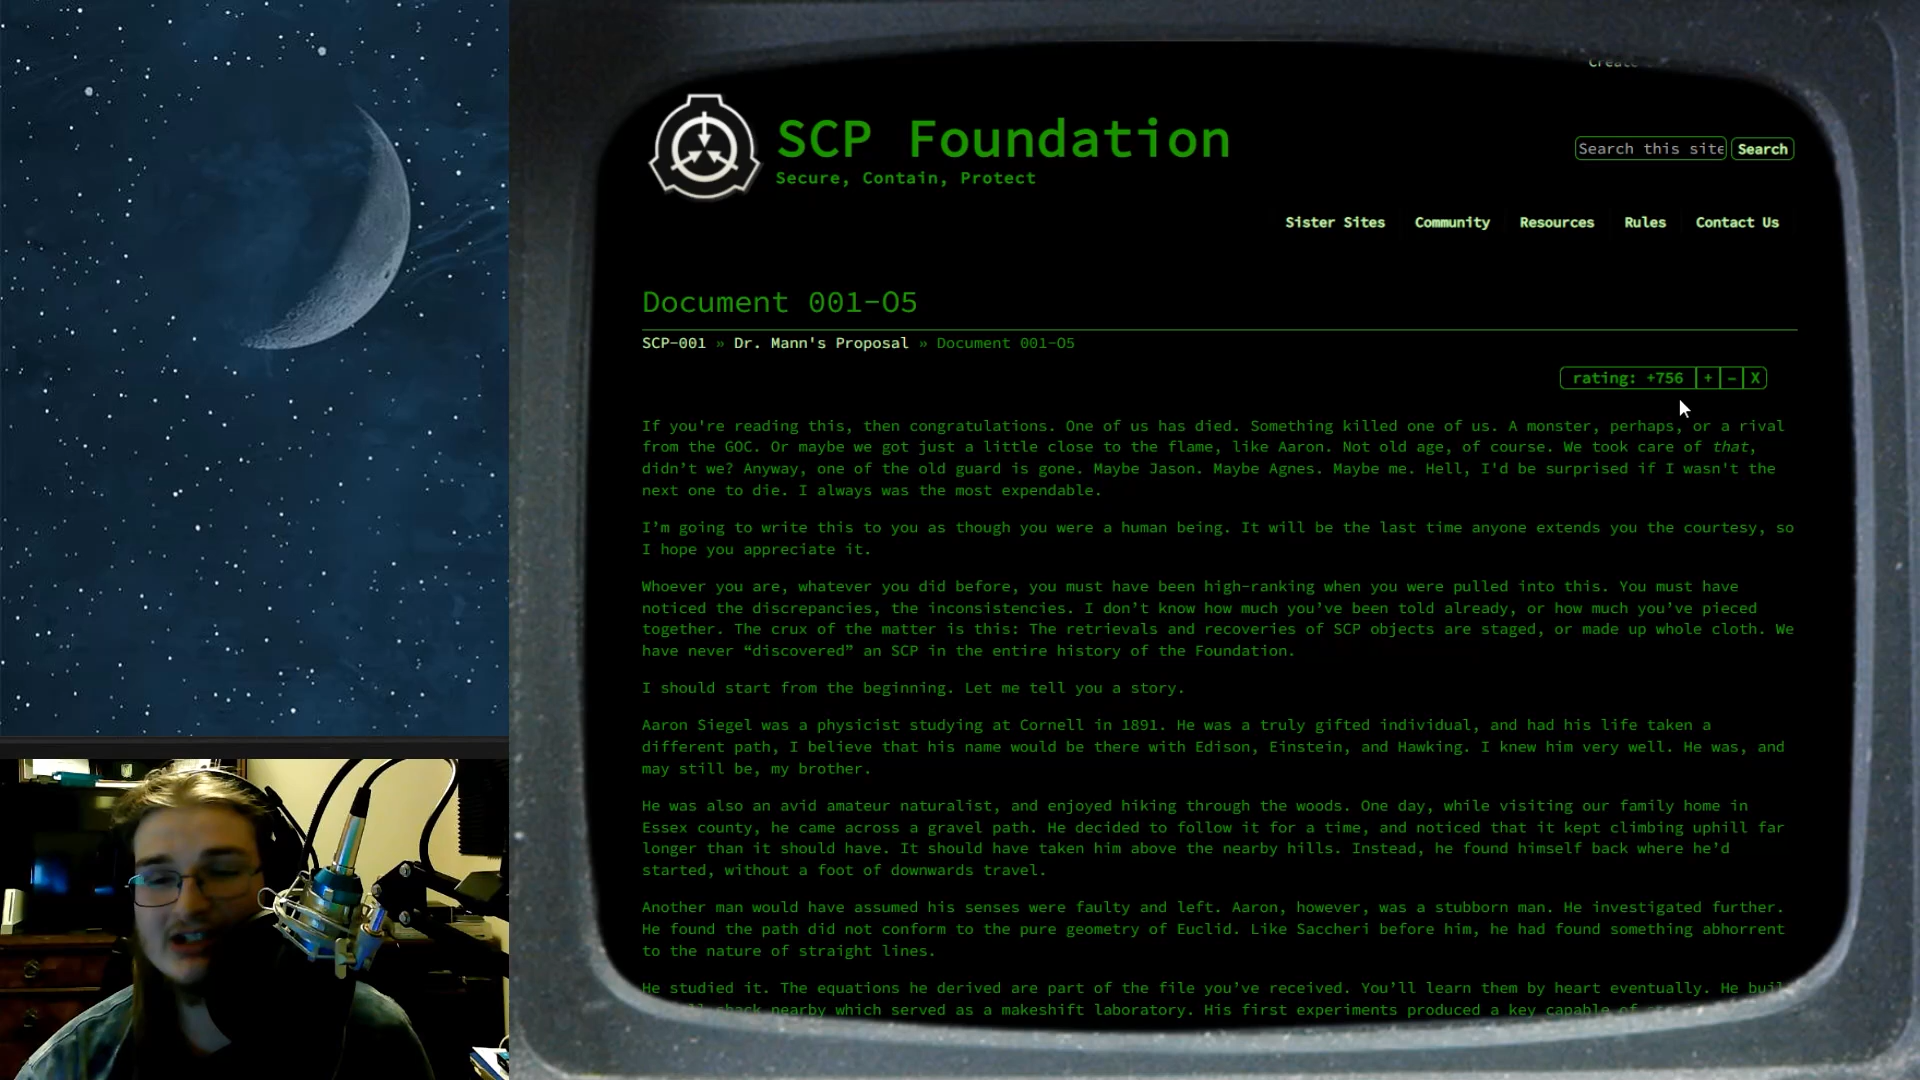 SCP Foundation
Secure, Contain, Protect
Search this site
Search
Sister Sites
Community
Resources
Rules
Contact Us
Document 001-O5
SCP-001 » Dr. Mann's Proposal » Document 001-O5
rating: +756 + – X
If you're reading this, then congratulations. One of us has died. Something killed one of us. A monster, perhaps, or a rival
from the GOC. Or maybe we got just a little close to the flame, like Aaron. Not old age, of course. We took care of that,
didn’t we? Anyway, one of the old guard is gone. Maybe Jason. Maybe Agnes. Maybe me. Hell, I'd be surprised if I wasn't the
next one to die. I always was the most expendable.
I’m going to write this to you as though you were a human being. It will be the last time anyone extends you the courtesy, so
I hope you appreciate it.
Whoever you are, whatever you did before, you must have been high-ranking when you were pulled into this. You must have
noticed the discrepancies, the inconsistencies. I don’t know how much you’ve been told already, or how much you’ve pieced
together. The crux of the matter is this: The retrievals and recoveries of SCP objects are staged, or made up whole cloth. We
have never “discovered” an SCP in the entire history of the Foundation.
I should start from the beginning. Let me tell you a story.
Aaron Siegel was a physicist studying at Cornell in 1891. He was a truly gifted individual, and had his life taken a
different path, I believe that his name would be there with Edison, Einstein, and Hawking. I knew him very well. He was, and
may still be, my brother.
He was also an avid amateur naturalist, and enjoyed hiking through the woods. One day, while visiting our family home in
Essex county, he came across a gravel path. He decided to follow it for a time, and noticed that it kept climbing uphill far
longer than it should have. It should have taken him above the nearby hills. Instead, he found himself back where he’d
started, without a foot of downwards travel.
Another man would have assumed his senses were faulty and left. Aaron, however, was a stubborn man. He investigated further.
He found the path did not conform to the pure geometry of Euclid. Like Saccheri before him, he had found something abhorrent
to the nature of straight lines.
He studied it. The equations he derived are part of the file you’ve received. You’ll learn them by heart eventually. He
shack nearby which served as a makeshift laboratory. His first experiments produced a key capable of